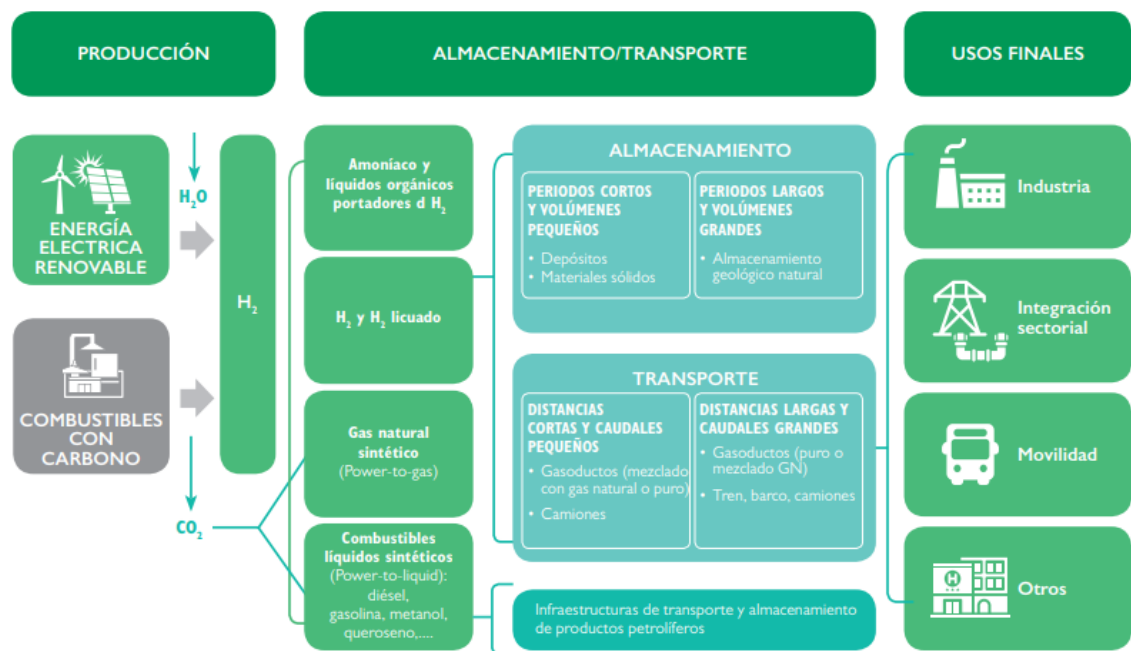 PRODUCCIÓN
ALMACENAMIENTO/TRANSPORTE
USOS FINALES
ENERGÍA
ELECTRICA
RENOVABLE
H₂O
COMBUSTIBLES
CON
CARBONO
CO₂
H₂
Amoníaco y
líquidos orgánicos
portadores d H₂
H₂ y H₂ licuado
Gas natural
sintético
(Power-to-gas)
Combustibles
líquidos sintéticos
(Power-to-liquid):
diésel,
gasolina, metanol,
queroseno,....
ALMACENAMIENTO
PERIODOS CORTOS
Y VOLÚMENES
PEQUEÑOS
• Depósitos
• Materiales sólidos
PERIODOS LARGOS
Y VOLÚMENES
GRANDES
• Almacenamiento
geológico natural
TRANSPORTE
DISTANCIAS
CORTAS Y CAUDALES
PEQUEÑOS
• Gasoductos (mezclado
con gas natural o puro)
• Camiones
DISTANCIAS LARGAS Y
CAUDALES GRANDES
• Gasoductos (puro o
mezclado GN)
• Tren, barco, camiones
Infraestructuras de transporte y almacenamiento
de productos petrolíferos
Industria
Integración
sectorial
Movilidad
H
Otros